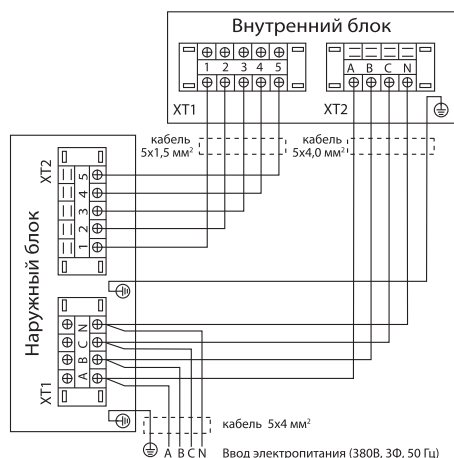 Внутренний блок
1 2 3 4 5
A B C N
XT1
XT2
кабель
5x1,5 мм²
кабель
5x4,0 мм²
Наружный блок
XT2
1 2 3 4 5
XT1
A B C N
кабель 5x4 мм²
A B C N
Ввод электропитания (380В, 3Ф, 50 Гц)